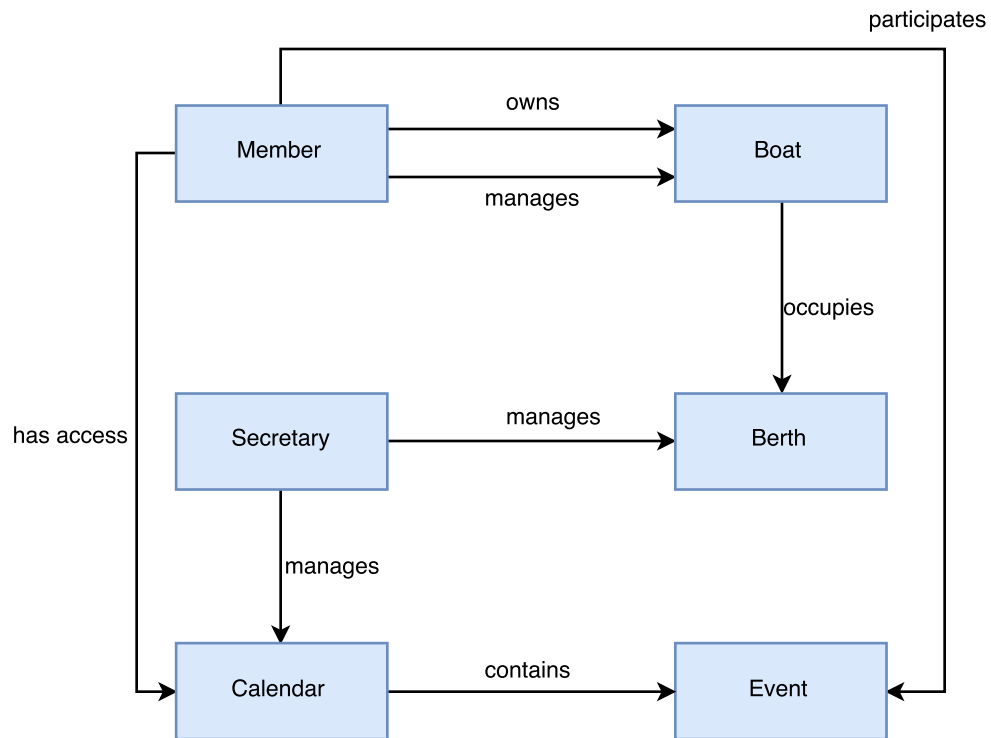 participates
owns
Member
Boat
manages
occupies
has access
Secretary
manages
Berth
manages
Calendar
contains
Event